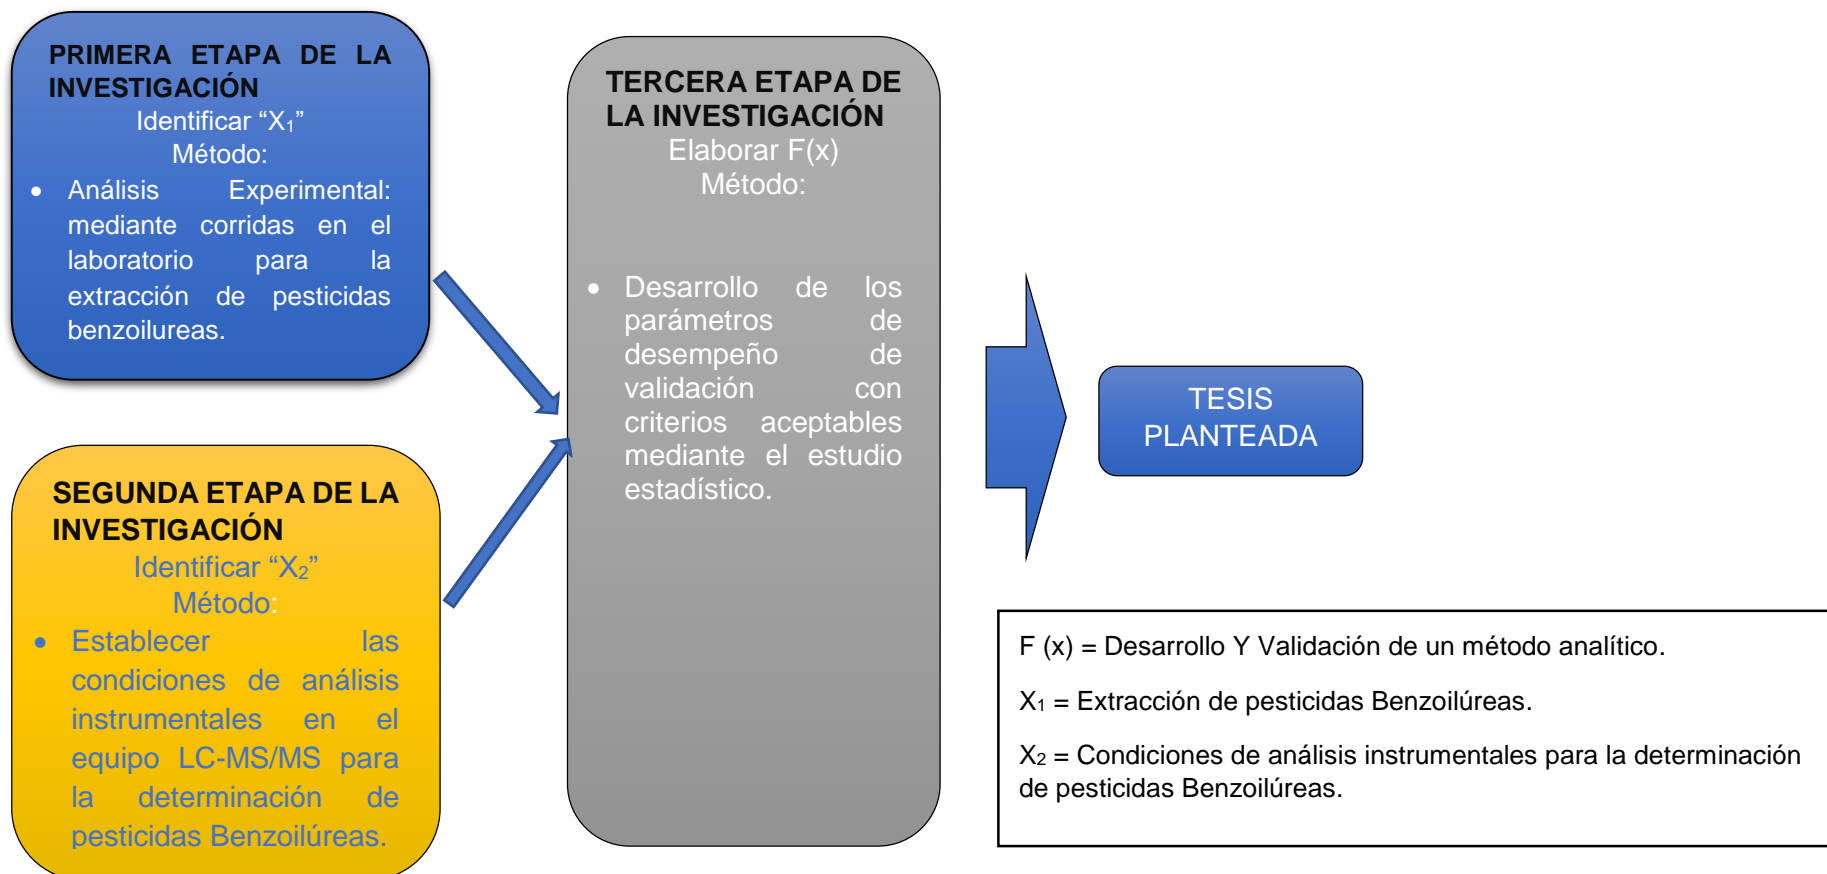 PRIMERA ETAPA DE LA
INVESTIGACIÓN
Identificar “X₁”
Método:
• Análisis Experimental:
mediante corridas en el
laboratorio para la
extracción de pesticidas
benzoilureas.
SEGUNDA ETAPA DE LA
INVESTIGACIÓN
Identificar “X₂”
Método:
• Establecer las
condiciones de análisis
instrumentales en el
equipo LC-MS/MS para
la determinación de
pesticidas Benzoilúreas.
TERCERA ETAPA DE
LA INVESTIGACIÓN
Elaborar F(x)
Método:
• Desarrollo de los
parámetros de
desempeño de
validación con
criterios aceptables
mediante el estudio
estadístico.
TESIS
PLANTEADA
F (x) = Desarrollo Y Validación de un método analítico.
X₁ = Extracción de pesticidas Benzoilúreas.
X₂ = Condiciones de análisis instrumentales para la determinación
de pesticidas Benzoilúreas.